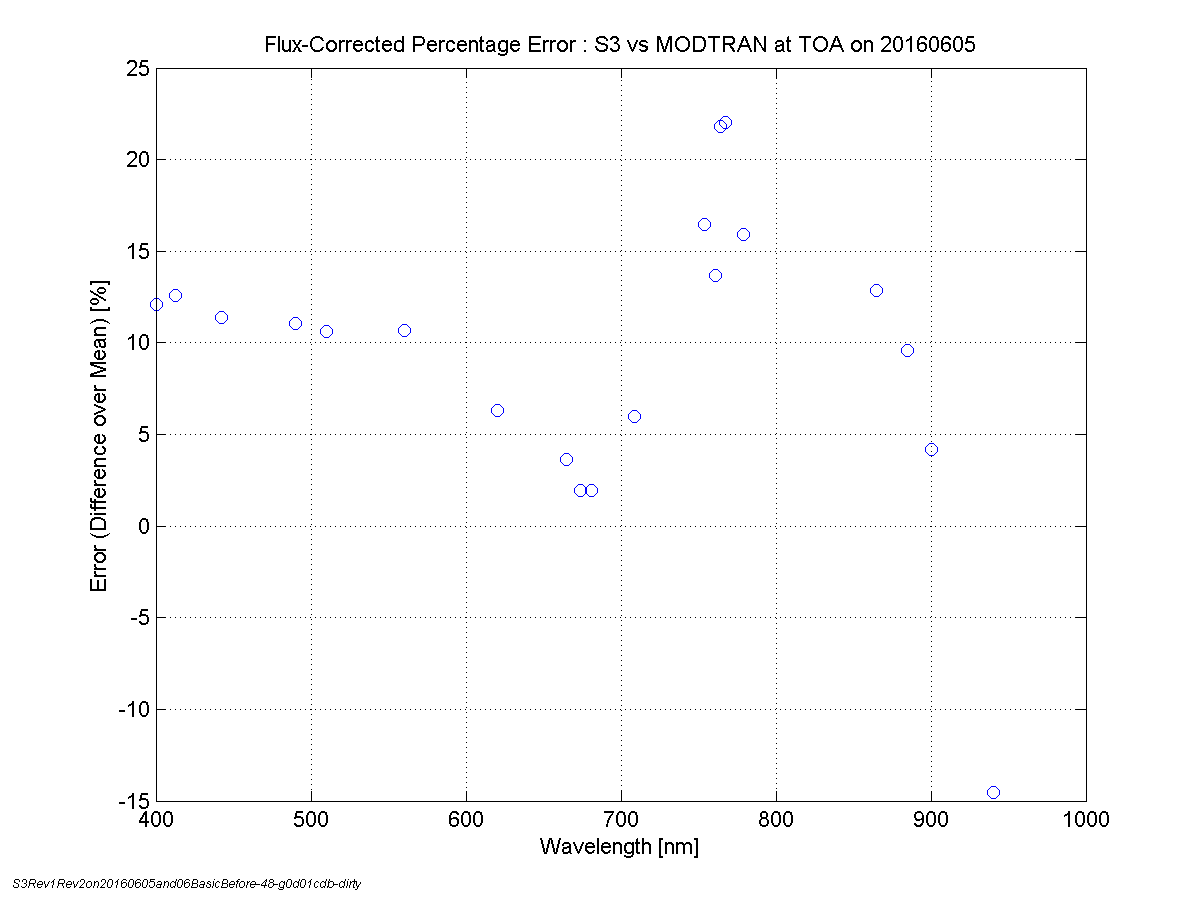 Flux-Corrected Percentage Error : S3 vs MODTRAN at TOA on 20160605
25
20
15
10
5
0
-5
-10
-15
Error (Difference over Mean) [%]
400 500 600 700 800 900 1000
Wavelength [nm]
S3Rev1Rev2on20160605and06BasicBefore-48-g0d01cdb-dirty